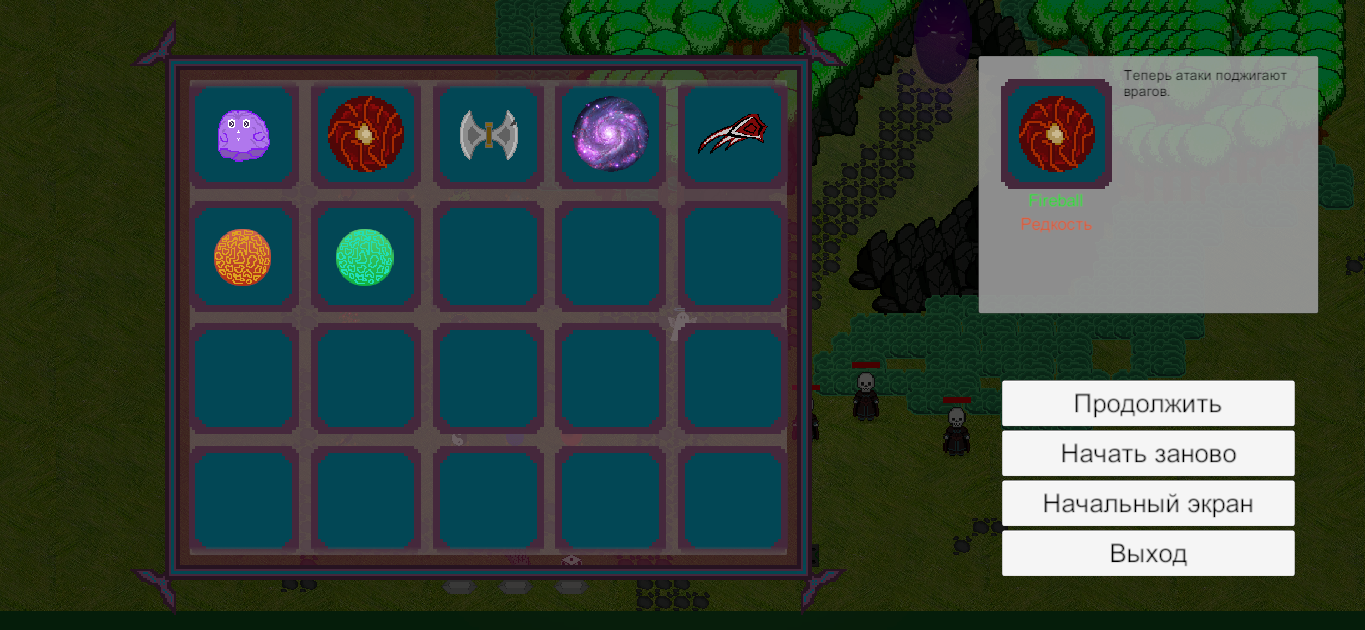 Теперь атаки поджигают
врагов.
Fireball
Редкость
Продолжить
Начать заново
Начальный экран
Выход